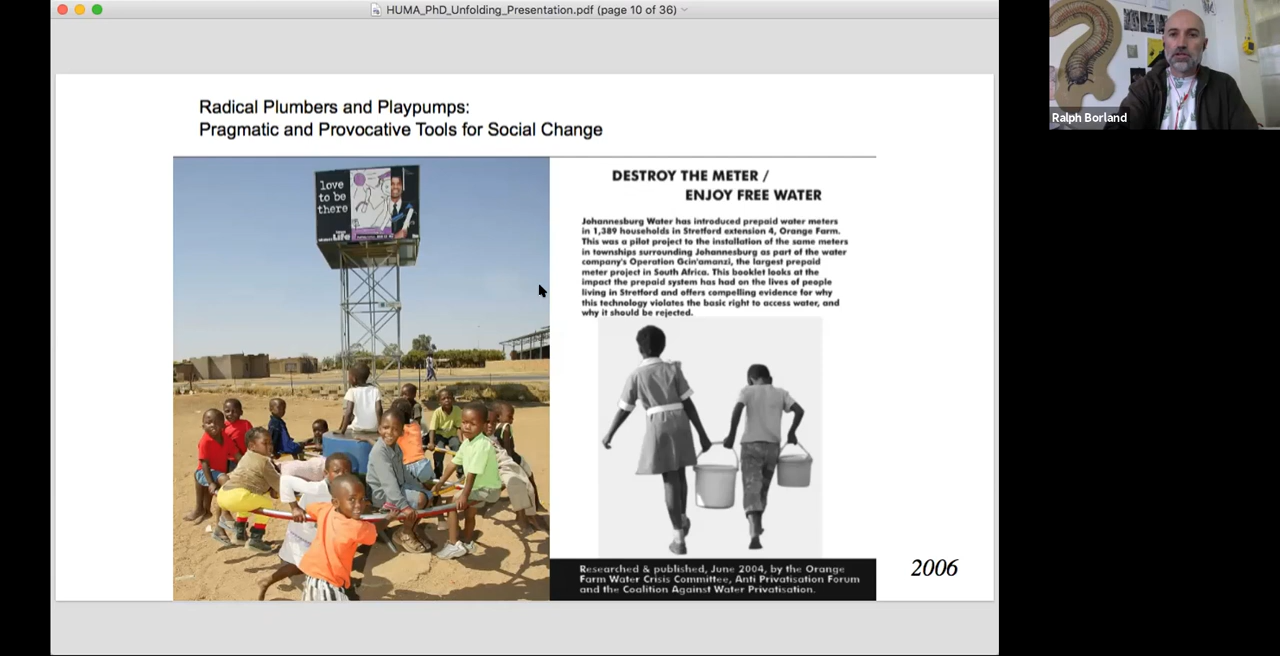 HUMA_PhD_Unfolding_Presentation.pdf (page 10 of 36)
Ralph Borland
Radical Plumbers and Playpumps:
Pragmatic and Provocative Tools for Social Change
love
to be
there
Life
DESTROY THE METER /
ENJOY FREE WATER
Johannesburg Water has introduced prepaid water meters
in 1,389 households in Stretford extension 4, Orange Farm.
This was a pilot project to the installation of the same meters
in townships surrounding Johannesburg as part of the water
company's Operation Gcin'amanzi, the largest prepaid
meter project in South Africa. This booklet looks at the
impact the prepaid system has had on the lives of people
living in Stretford and offers compelling evidence for why
this technology violates the basic right to access water, and
why it should be rejected.
Researched & published, June 2004, by the Orange
Farm Water Crisis Committee, Anti Privatisation Forum
and the Coalition Against Water Privatisation.
2006